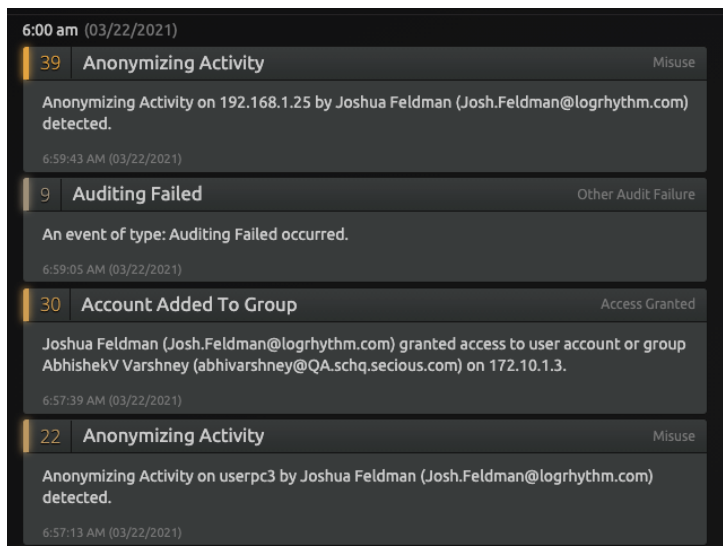 6:00 am (03/22/2021)
39 Anonymizing Activity Misuse
Anonymizing Activity on 192.168.1.25 by Joshua Feldman (Josh.Feldman@logrhythm.com)
detected.
6:59:43 AM (03/22/2021)
9 Auditing Failed Other Audit Failure
An event of type: Auditing Failed occurred.
6:59:05 AM (03/22/2021)
30 Account Added To Group Access Granted
Joshua Feldman (Josh.Feldman@logrhythm.com) granted access to user account or group
AbhishekV Varshney (abhivarshney@QA.schq.secious.com) on 172.10.1.3.
6:57:39 AM (03/22/2021)
22 Anonymizing Activity Misuse
Anonymizing Activity on userpc3 by Joshua Feldman (Josh.Feldman@logrhythm.com)
detected.
6:57:13 AM (03/22/2021)